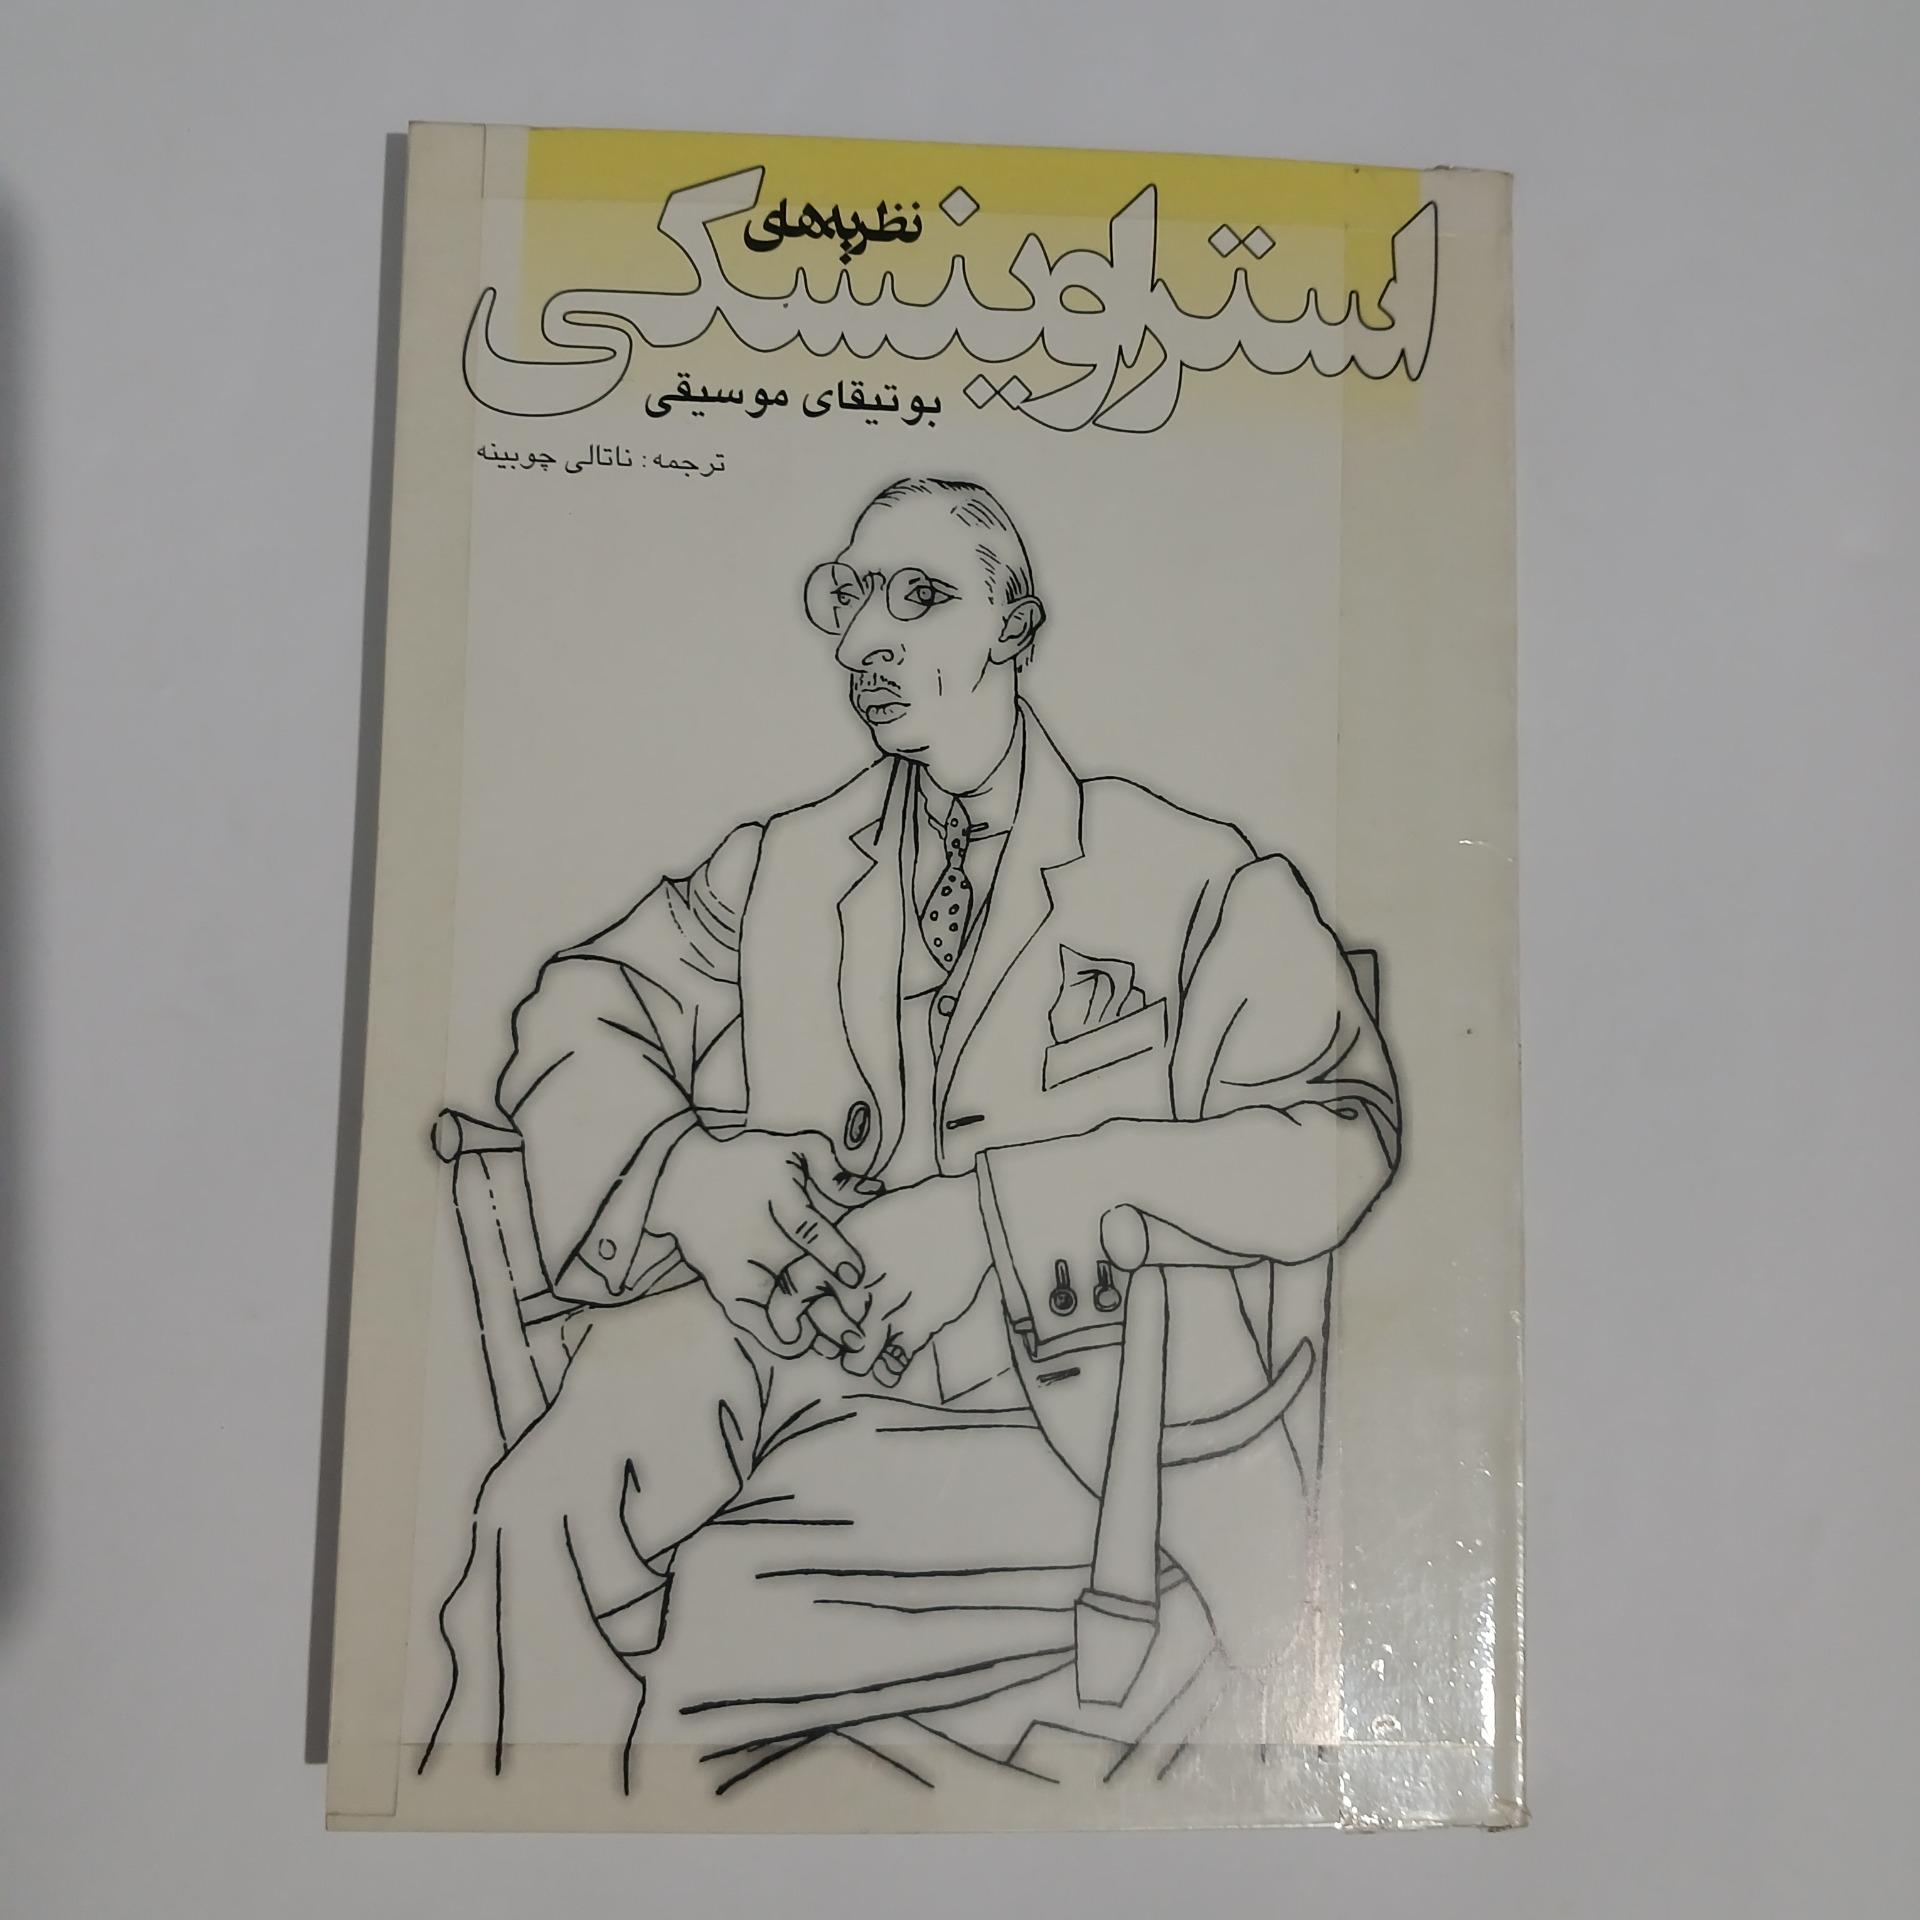 نظریه‌های
استراوینسکی
بوتیقای موسیقی
ترجمه: ناتالی چوبینه